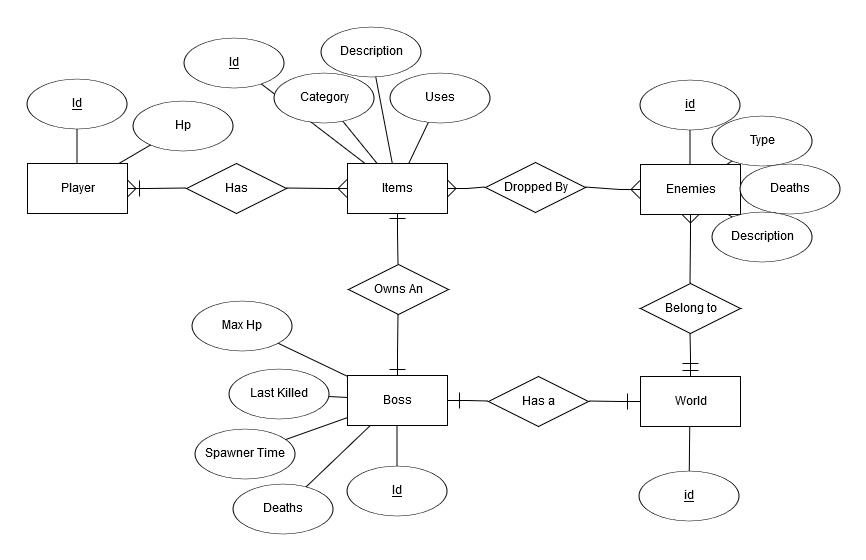 Description
Id
Category
Uses
Id
Hp
id
Type
Player
Has
Items
Dropped By
Enemies
Deaths
Description
Owns An
Belong to
Max Hp
Last Killed
Boss
Has a
World
Spawner Time
Id
id
Deaths